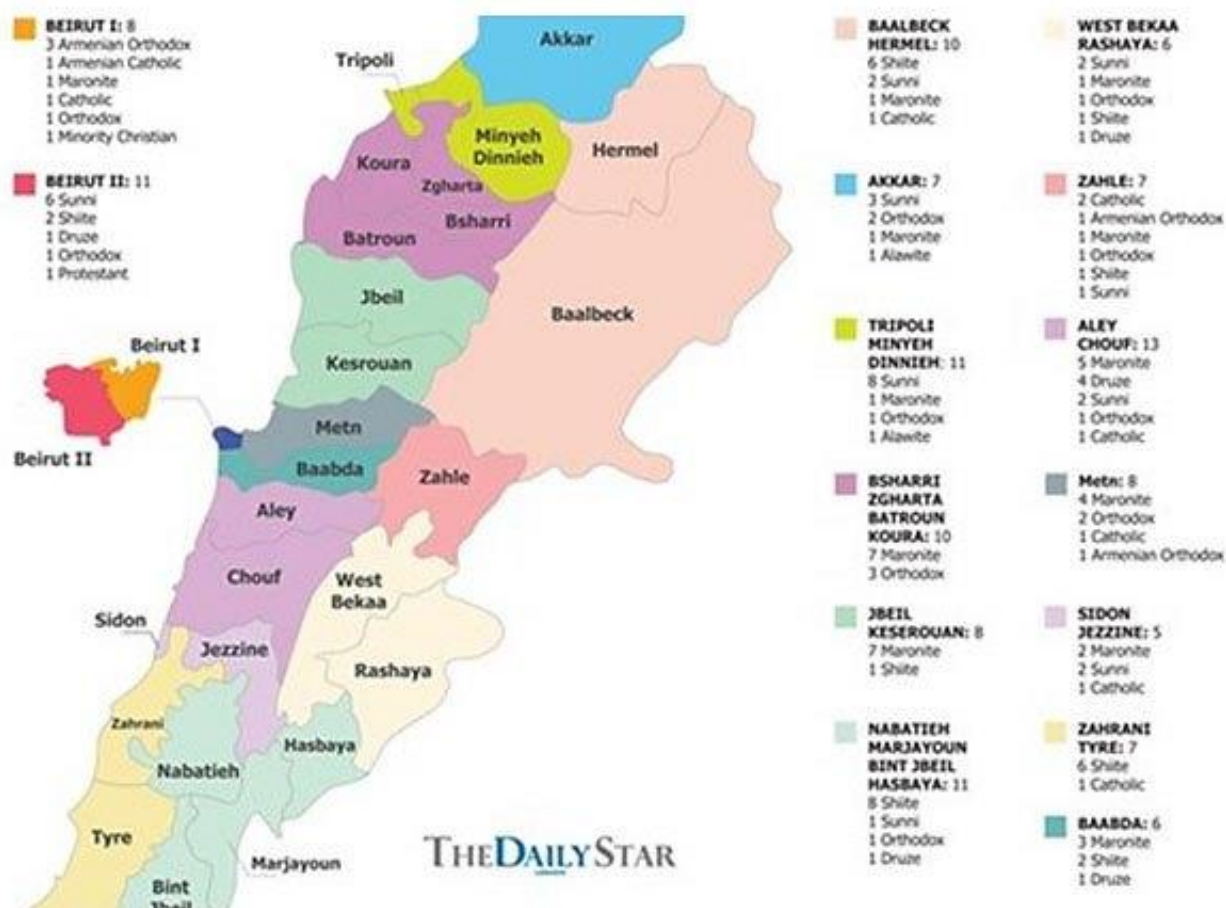 BEIRUT I: 8
3 Armenian Orthodox
1 Armenian Catholic
1 Maronite
1 Catholic
1 Orthodox
1 Minority Christian
BEIRUT II: 11
6 Sunni
2 Shiite
1 Druze
1 Orthodox
1 Protestant
Beirut I
Beirut II
Akkar
Tripoli
Minyeh
Dinnieh
Hermel
Koura
Zgharta
Bsharri
Batroun
Jbeil
Baalbeck
Kesrouan
Metn
Baabda
Zahle
Aley
Chouf
West
Bekaa
Sidon
Jezzine
Rashaya
Zahrani
Hasbaya
Nabatieh
Tyre
Marjayoun
Bint
Jbeil
THE DAILY STAR
BAALBECK
HERMEL: 10
6 Shiite
2 Sunni
1 Maronite
1 Catholic
AKKAR: 7
3 Sunni
2 Orthodox
1 Maronite
1 Alawite
TRIPOLI
MINYEH
DINNIEH: 11
8 Sunni
1 Maronite
1 Orthodox
1 Alawite
BSHARRI
ZGHARTA
BATROUN
KOURA: 10
7 Maronite
3 Orthodox
JBEIL
KESEROUAN: 8
7 Maronite
1 Shiite
NABATIEH
MARJAYOUN
BINT JBEIL
HASBAYA: 11
8 Shiite
1 Sunni
1 Orthodox
1 Druze
WEST BEKAA
RASHAYA: 6
2 Sunni
1 Maronite
1 Orthodox
1 Shiite
1 Druze
ZAHLE: 7
2 Catholic
1 Armenian Orthodox
1 Maronite
1 Orthodox
1 Shiite
1 Sunni
ALEY
CHOUF: 13
5 Maronite
4 Druze
2 Sunni
1 Orthodox
1 Catholic
Metn: 8
4 Maronite
2 Orthodox
1 Catholic
1 Armenian Orthodox
SIDON
JEZZINE: 5
2 Maronite
2 Sunni
1 Catholic
ZAHRANI
TYRE: 7
6 Shiite
1 Catholic
BAABDA: 6
3 Maronite
2 Shiite
1 Druze